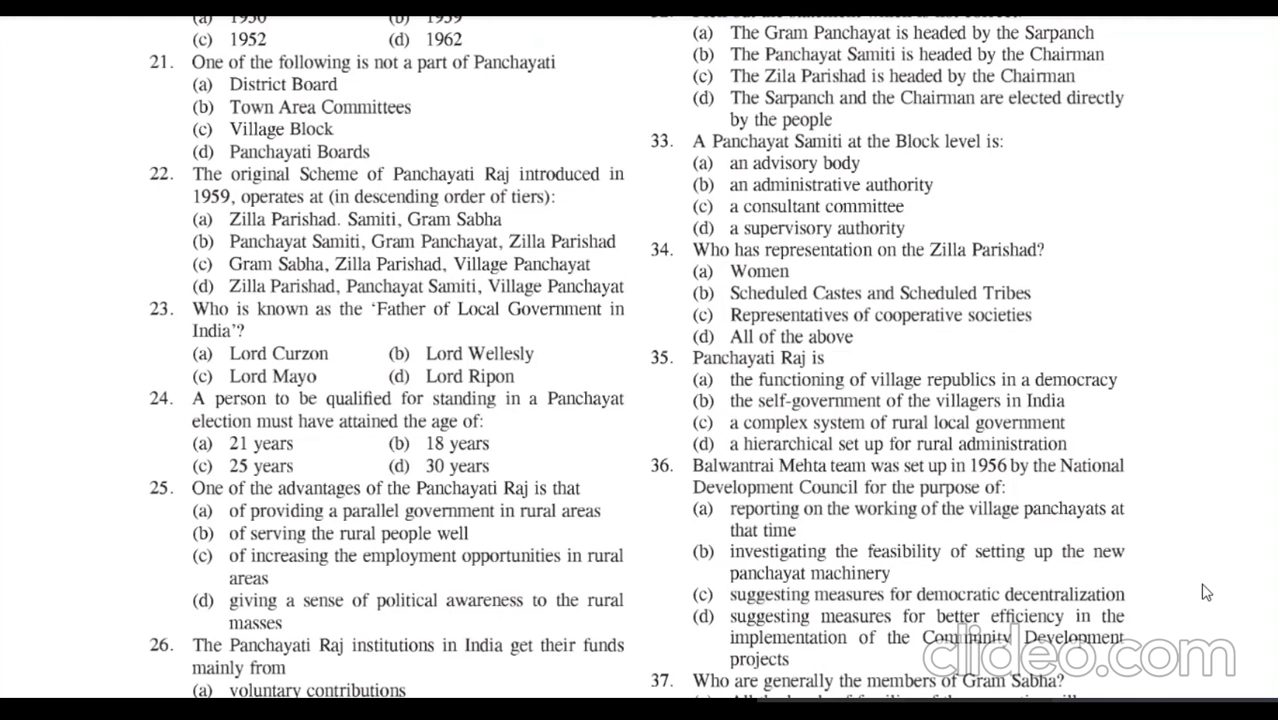 (a) 1950 (b) 1959
(c) 1952 (d) 1962
21. One of the following is not a part of Panchayati
(a) District Board
(b) Town Area Committees
(c) Village Block
(d) Panchayati Boards
22. The original Scheme of Panchayati Raj introduced in
1959, operates at (in descending order of tiers):
(a) Zilla Parishad. Samiti, Gram Sabha
(b) Panchayat Samiti, Gram Panchayat, Zilla Parishad
(c) Gram Sabha, Zilla Parishad, Village Panchayat
(d) Zilla Parishad, Panchayat Samiti, Village Panchayat
23. Who is known as the ‘Father of Local Government in
India’?
(a) Lord Curzon (b) Lord Wellesly
(c) Lord Mayo (d) Lord Ripon
24. A person to be qualified for standing in a Panchayat
election must have attained the age of:
(a) 21 years (b) 18 years
(c) 25 years (d) 30 years
25. One of the advantages of the Panchayati Raj is that
(a) of providing a parallel government in rural areas
(b) of serving the rural people well
(c) of increasing the employment opportunities in rural
areas
(d) giving a sense of political awareness to the rural
masses
26. The Panchayati Raj institutions in India get their funds
mainly from
(a) voluntary contributions
(a) The Gram Panchayat is headed by the Sarpanch
(b) The Panchayat Samiti is headed by the Chairman
(c) The Zila Parishad is headed by the Chairman
(d) The Sarpanch and the Chairman are elected directly
by the people
33. A Panchayat Samiti at the Block level is:
(a) an advisory body
(b) an administrative authority
(c) a consultant committee
(d) a supervisory authority
34. Who has representation on the Zilla Parishad?
(a) Women
(b) Scheduled Castes and Scheduled Tribes
(c) Representatives of cooperative societies
(d) All of the above
35. Panchayati Raj is
(a) the functioning of village republics in a democracy
(b) the self-government of the villagers in India
(c) a complex system of rural local government
(d) a hierarchical set up for rural administration
36. Balwantrai Mehta team was set up in 1956 by the National
Development Council for the purpose of:
(a) reporting on the working of the village panchayats at
that time
(b) investigating the feasibility of setting up the new
panchayat machinery
(c) suggesting measures for democratic decentralization
(d) suggesting measures for better efficiency in the
implementation of the Community Development
projects
37. Who are generally the members of Gram Sabha?
clideo.com